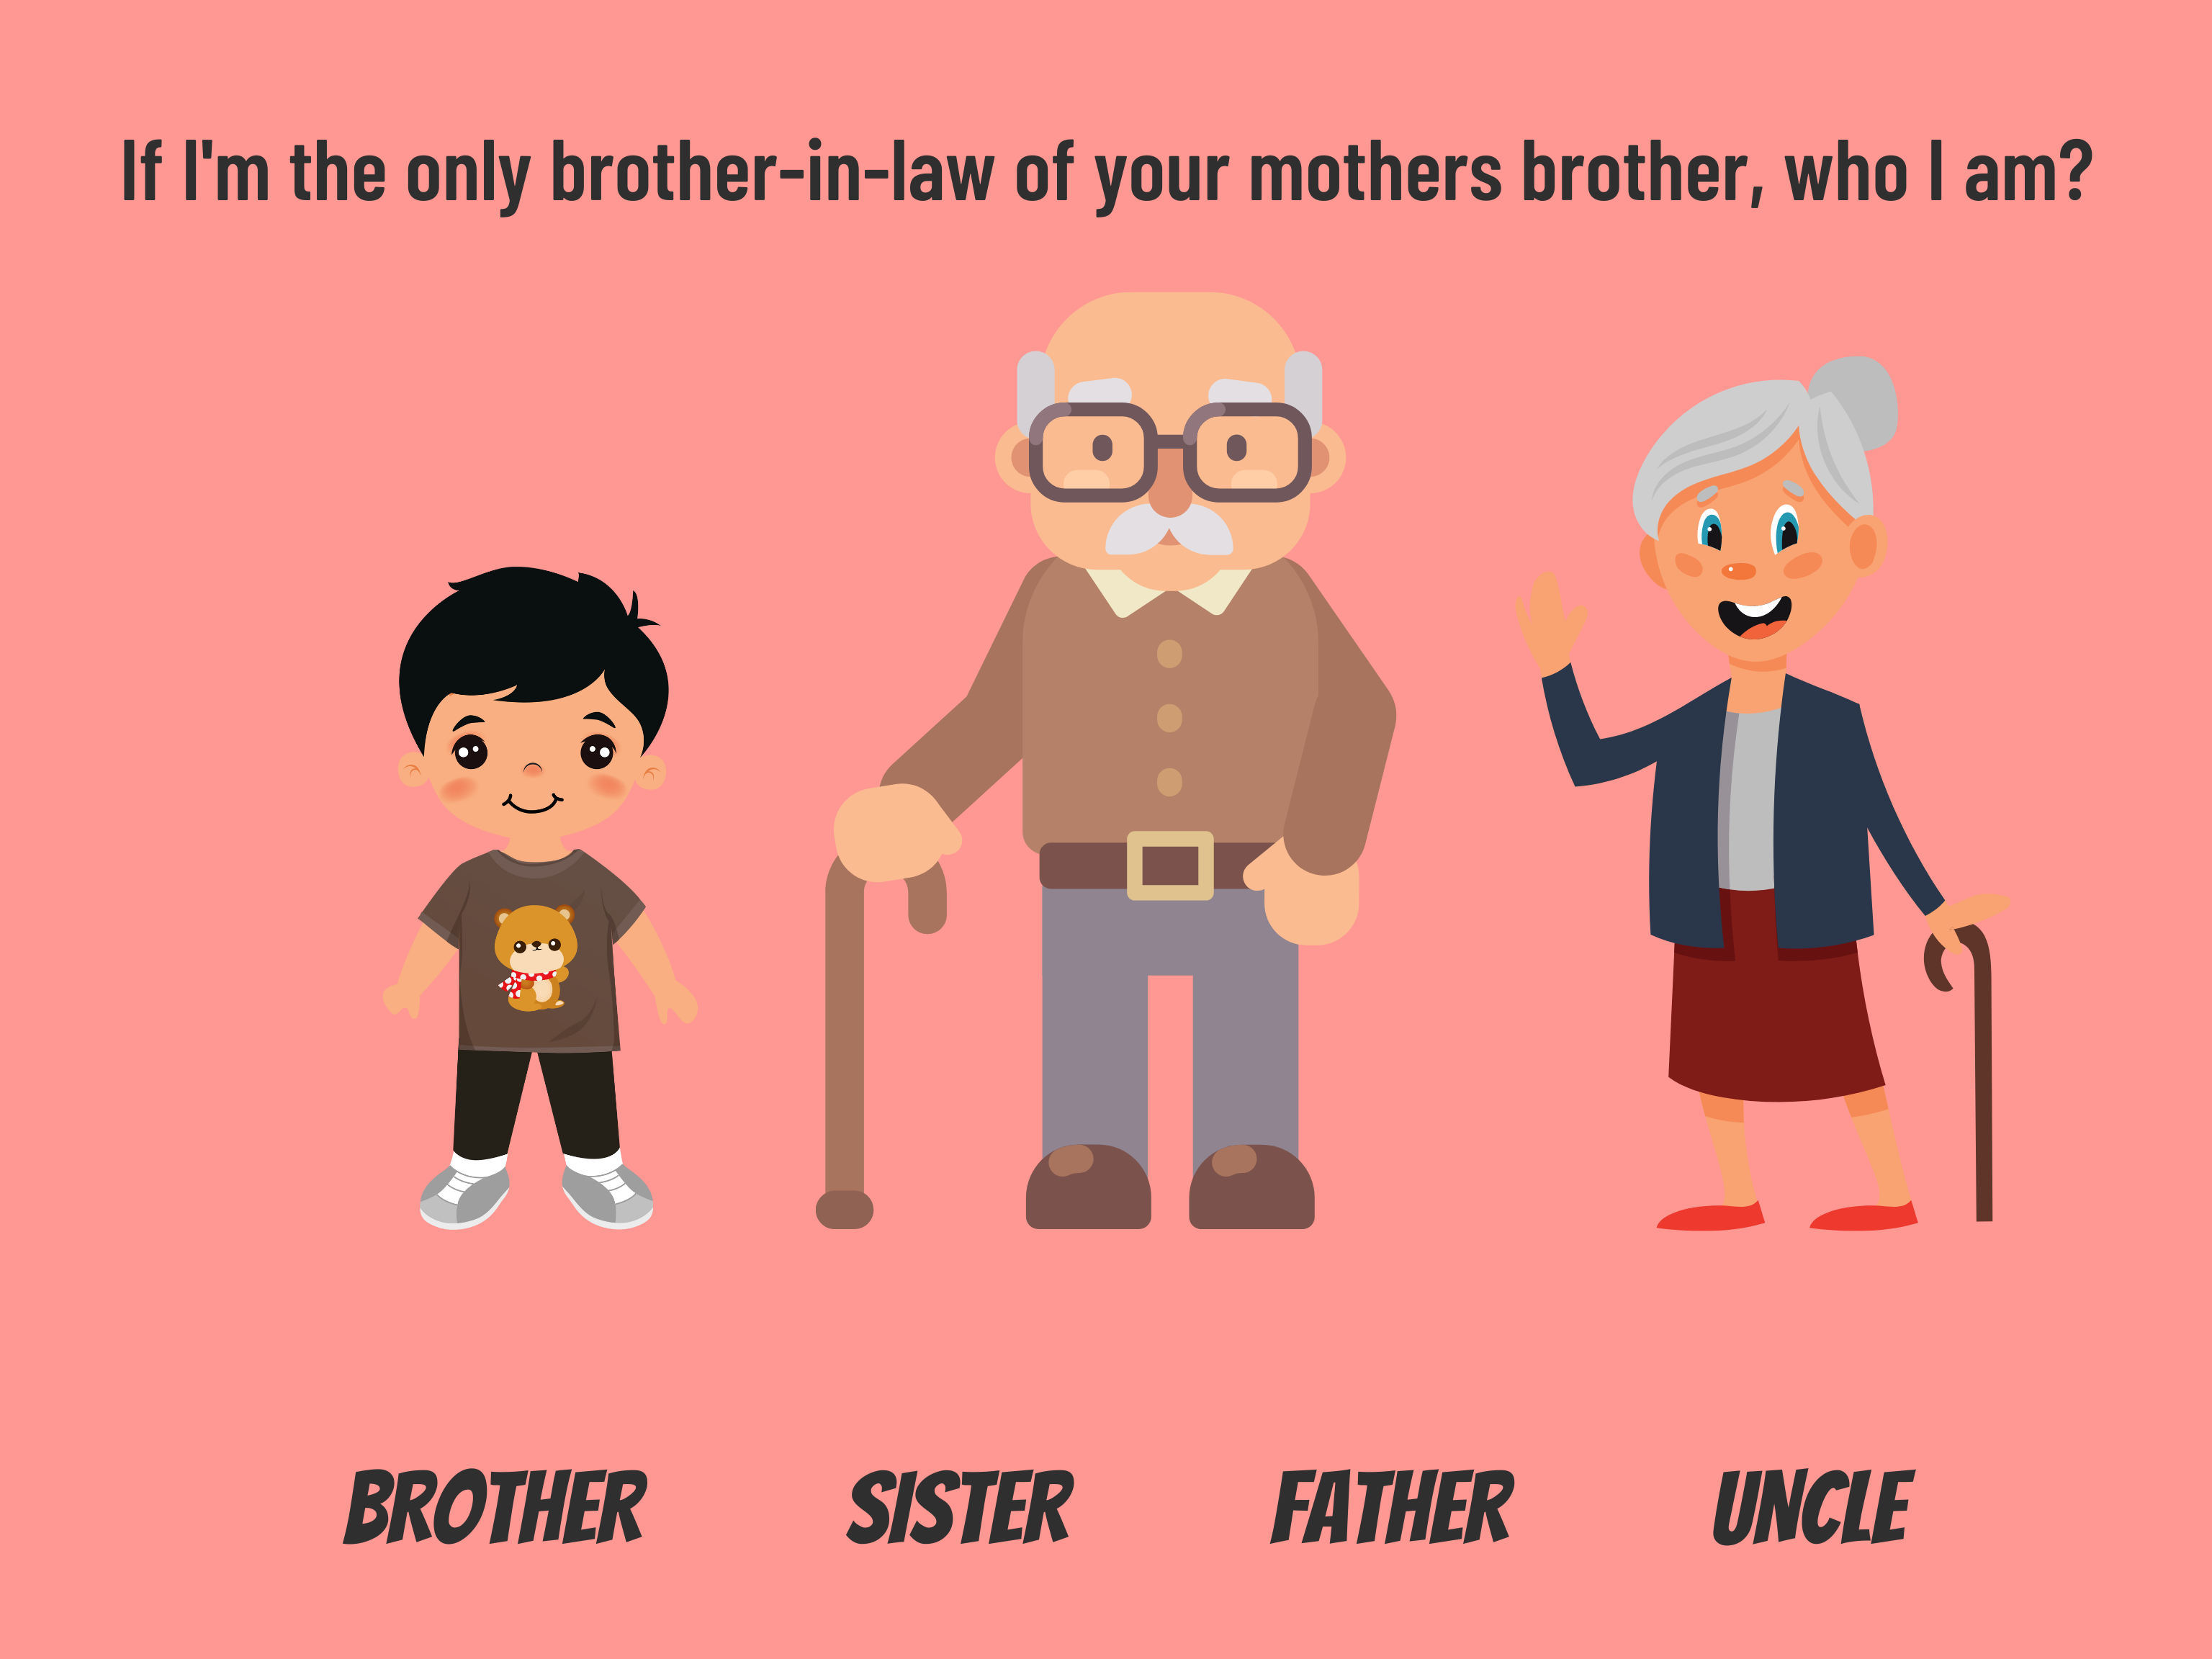 If I'm the only brother-in-law of your mothers brother, who I am?
BROTHER SISTER FATHER UNCLE